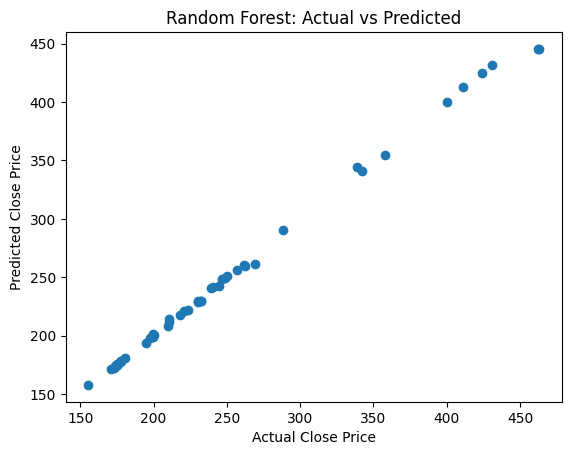 Random Forest: Actual vs Predicted
450
400
350
300
250
200
150
Predicted Close Price
150 200 250 300 350 400 450
Actual Close Price